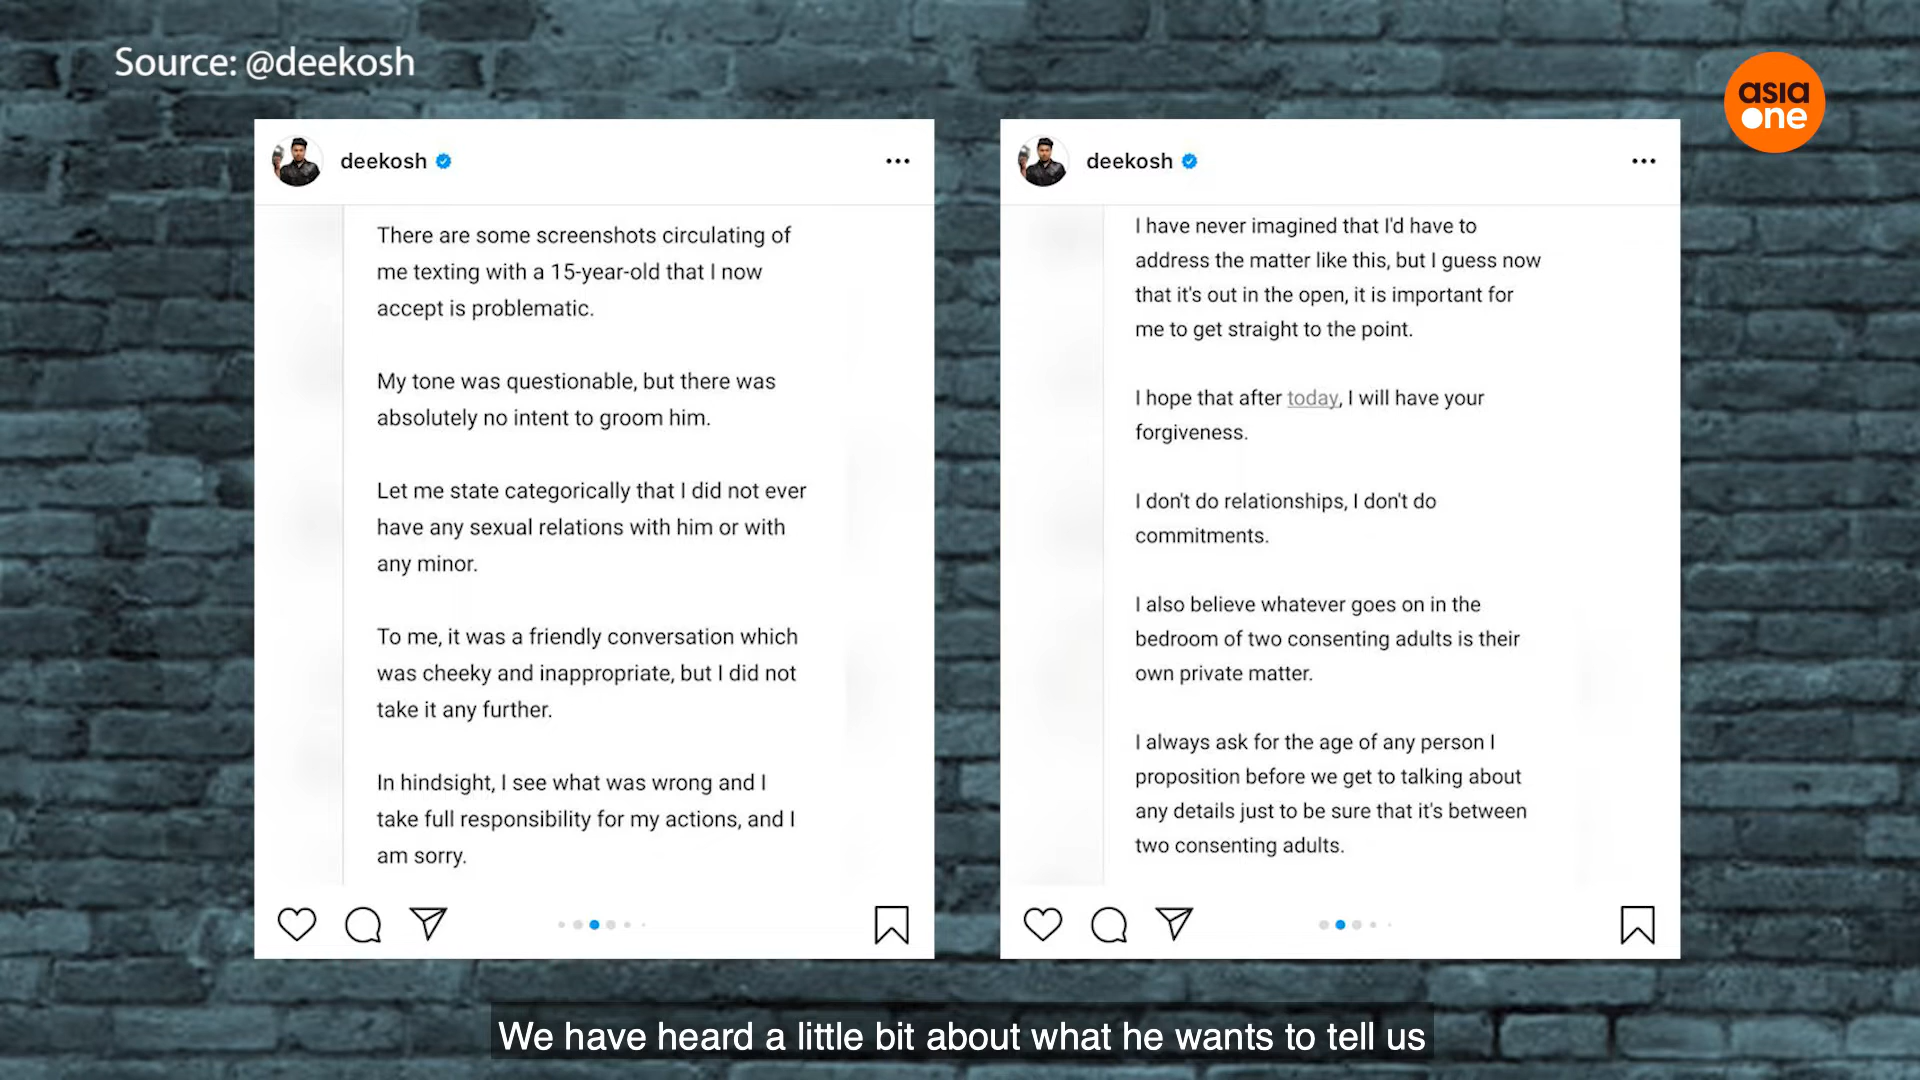 Source: @deekosh
asia
one
deekosh
There are some screenshots circulating of
me texting with a 15-year-old that I now
accept is problematic.
My tone was questionable, but there was
absolutely no intent to groom him.
Let me state categorically that I did not ever
have any sexual relations with him or with
any minor.
To me, it was a friendly conversation which
was cheeky and inappropriate, but I did not
take it any further.
In hindsight, I see what was wrong and I
take full responsibility for my actions, and I
am sorry.
deekosh
I have never imagined that I'd have to
address the matter like this, but I guess now
that it's out in the open, it is important for
me to get straight to the point.
I hope that after today, I will have your
forgiveness.
I don't do relationships, I don't do
commitments.
I also believe whatever goes on in the
bedroom of two consenting adults is their
own private matter.
I always ask for the age of any person I
proposition before we get to talking about
any details just to be sure that it's between
two consenting adults.
We have heard a little bit about what he wants to tell us